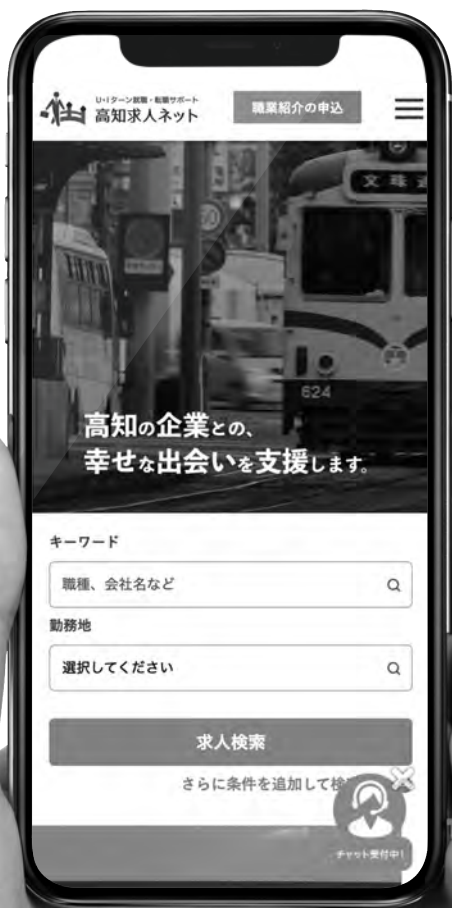 U・Iターン就職・転職サポート
高知求人ネット
職業紹介の申込
文珠
624
高知の企業との、
幸せな出会いを支援します。
キーワード
職種、会社名など
勤務地
選択してください
求人検索
さらに条件を追加して検
チャット受付中!